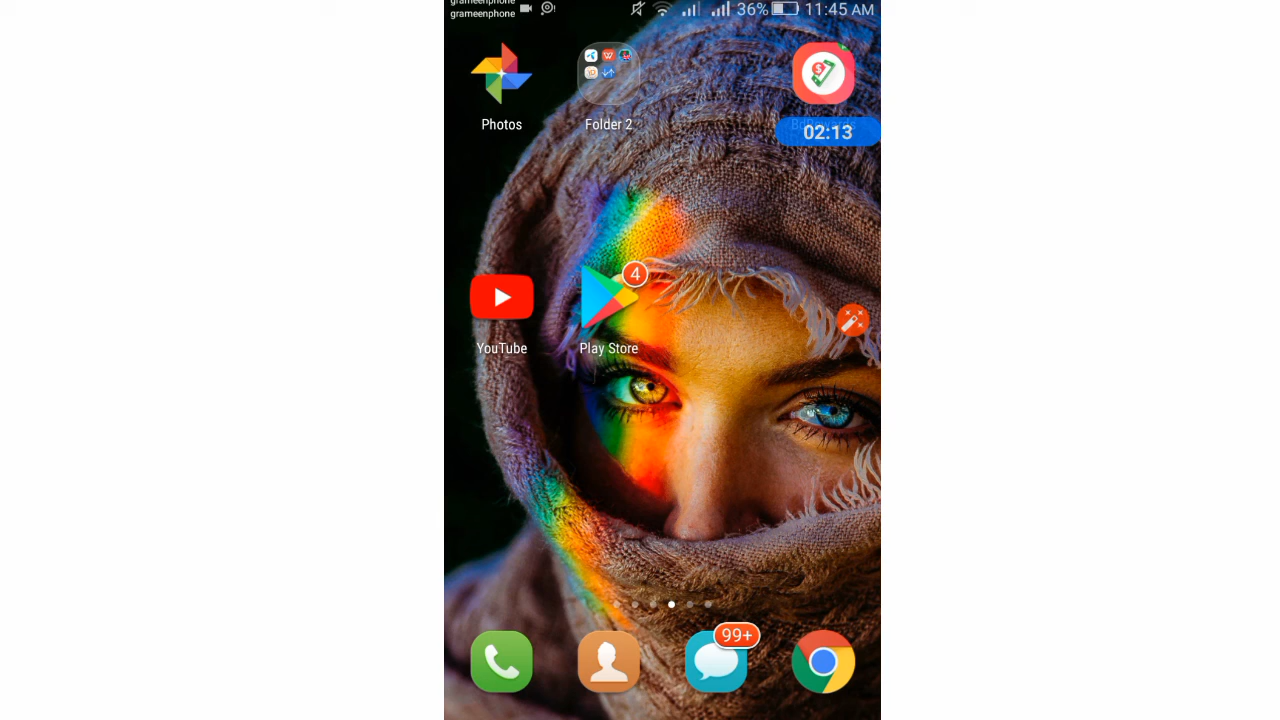 grameenphone
grameenphone
36% 11:45 AM
Photos
Folder 2
02:13
4
YouTube
Play Store
99+